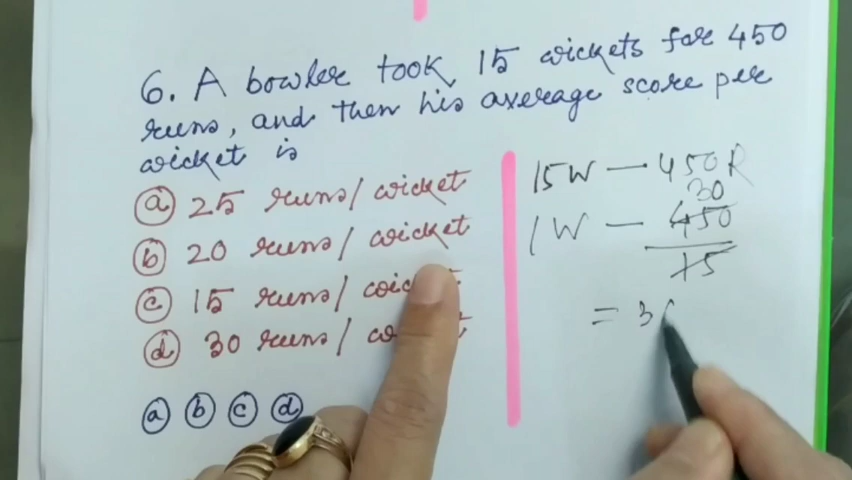 6. A bowler took 15 wickets for 450
runs, and then his average score per
wicket is
a 25 runs/wicket
b 20 runs/wicket
c 15 runs/
d 30 runs/
a b c d
15W — 450R
30
1W — 450
15
= 30